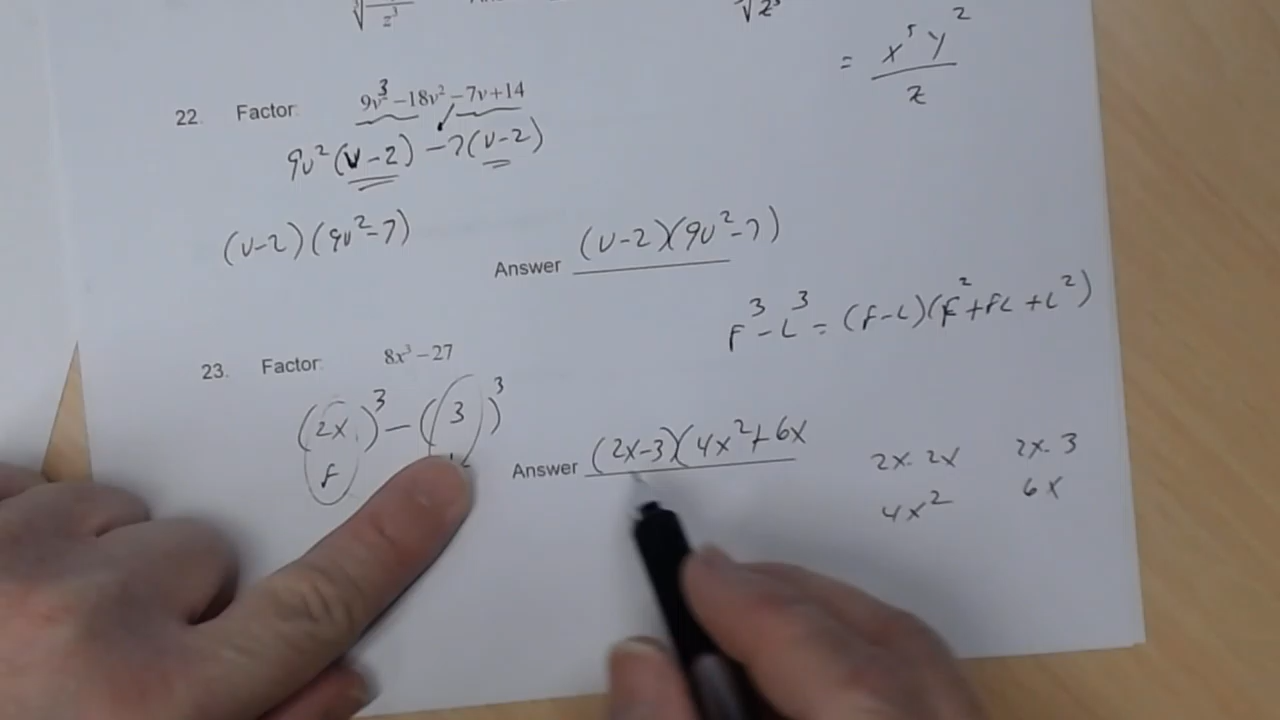 ∛ z³
√z³
= x⁵y² / z
22. Factor: 9v³ − 18v² − 7v + 14
9v²(v−2) −7(v−2)
(v−2)(9v²−7)
Answer (v−2)(9v²−7)
F³ − L³ = (F−L)(F²+FL+L²)
23. Factor: 8x³ − 27
(2x)³ − (3)³
F
Answer (2x−3)(4x²+6x
2x·2x 2x·3
4x² 6x